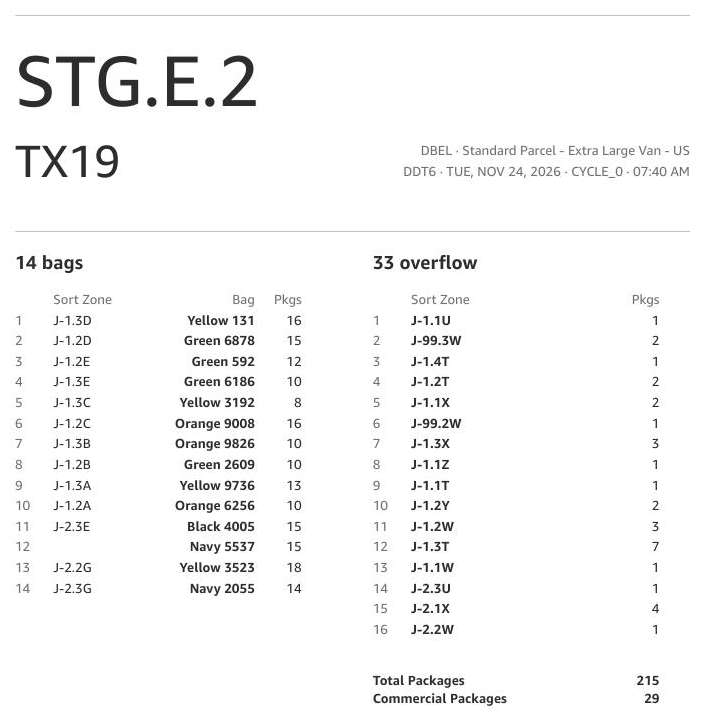 STG.E.2
TX19
DBEL · Standard Parcel - Extra Large Van - US
DDT6 · TUE, NOV 24, 2026 · CYCLE_0 · 07:40 AM
14 bags
Sort Zone Bag Pkgs
1 J-1.3D Yellow 131 16
2 J-1.2D Green 6878 15
3 J-1.2E Green 592 12
4 J-1.3E Green 6186 10
5 J-1.3C Yellow 3192 8
6 J-1.2C Orange 9008 16
7 J-1.3B Orange 9826 10
8 J-1.2B Green 2609 10
9 J-1.3A Yellow 9736 13
10 J-1.2A Orange 6256 10
11 J-2.3E Black 4005 15
12 Navy 5537 15
13 J-2.2G Yellow 3523 18
14 J-2.3G Navy 2055 14
33 overflow
Sort Zone Pkgs
1 J-1.1U 1
2 J-99.3W 2
3 J-1.4T 1
4 J-1.2T 2
5 J-1.1X 2
6 J-99.2W 1
7 J-1.3X 3
8 J-1.1Z 1
9 J-1.1T 1
10 J-1.2Y 2
11 J-1.2W 3
12 J-1.3T 7
13 J-1.1W 1
14 J-2.3U 1
15 J-2.1X 4
16 J-2.2W 1
Total Packages 215
Commercial Packages 29